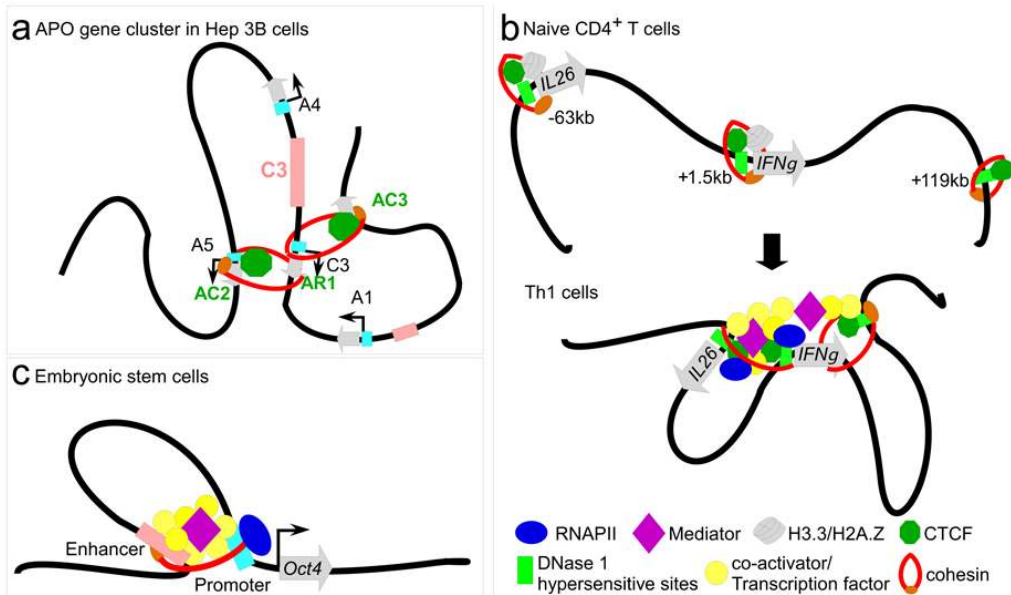 a APO gene cluster in Hep 3B cells
A4
C3
AC3
A5
C3
AC2
AR1
A1
b Naive CD4+ T cells
IL26
-63kb
IFNg
+1.5kb
+119kb
Th1 cells
IL26
IFNg
c Embryonic stem cells
Enhancer
Promoter
Oct4
RNAPII
Mediator
H3.3/H2A.Z
CTCF
DNase 1
hypersensitive sites
co-activator/
Transcription factor
cohesin